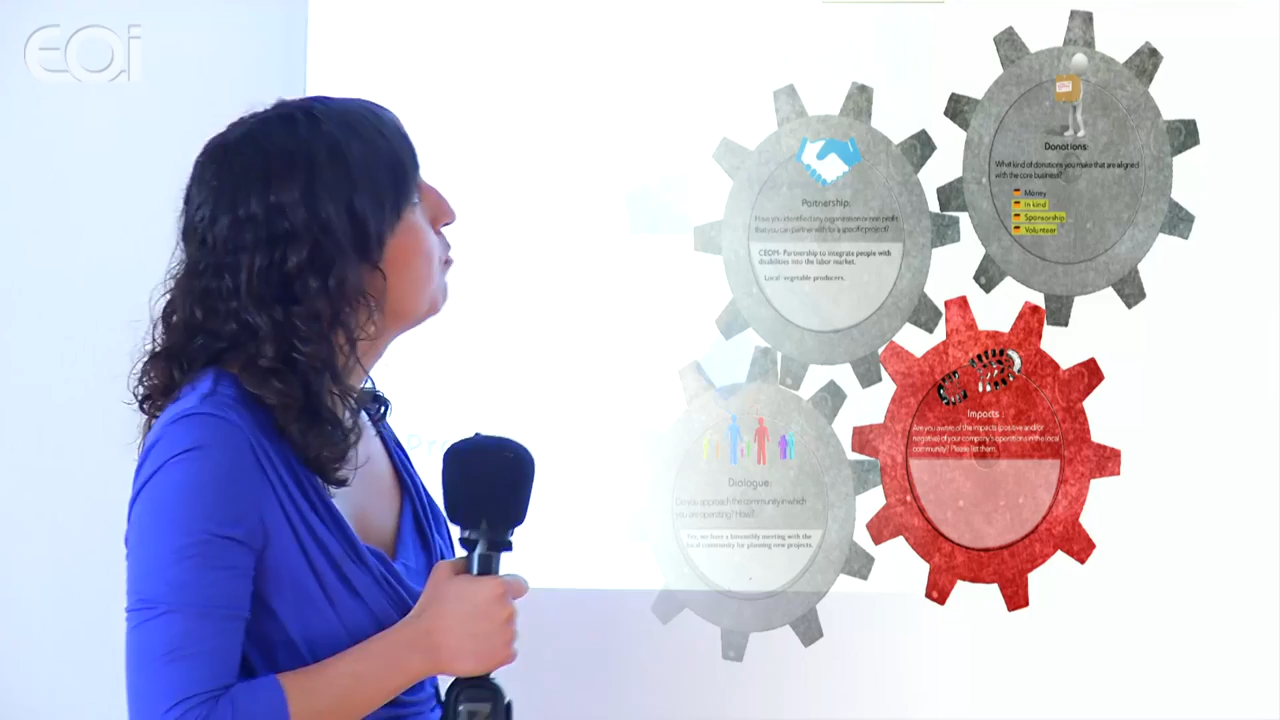 EOi
Donations:
What kind of donations you make that are aligned
with the core business?
Money
In kind
Sponsorship
Volunteer
Partnership:
Have you identified any organization or non profit
that you can partner with for a specific project?
CEOM- Partnership to integrate people with
disabilities into the labor market.
Local vegetable producers.
Impacts :
Are you aware of the impacts (positive and/or
negative) of your company's operations in the local
community? Please list them.
Dialogue:
Do you approach the community in which
you are operating? How?
Yes, we have a bimonthly meeting with the
local community for planning new projects.